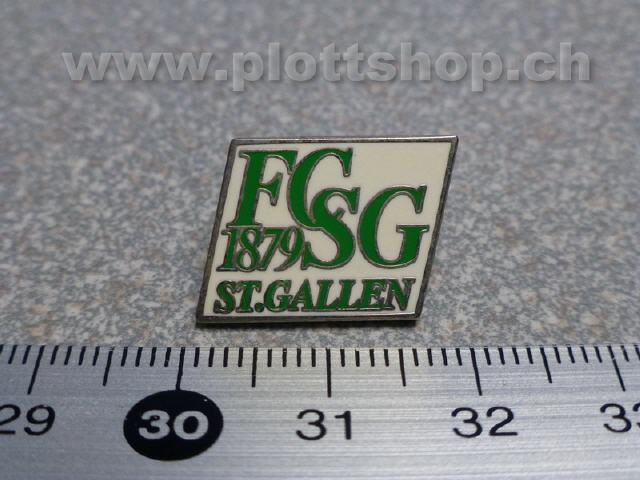 www.plottshop.ch
FCSG
1879
ST.GALLEN
29 30 31 32 33